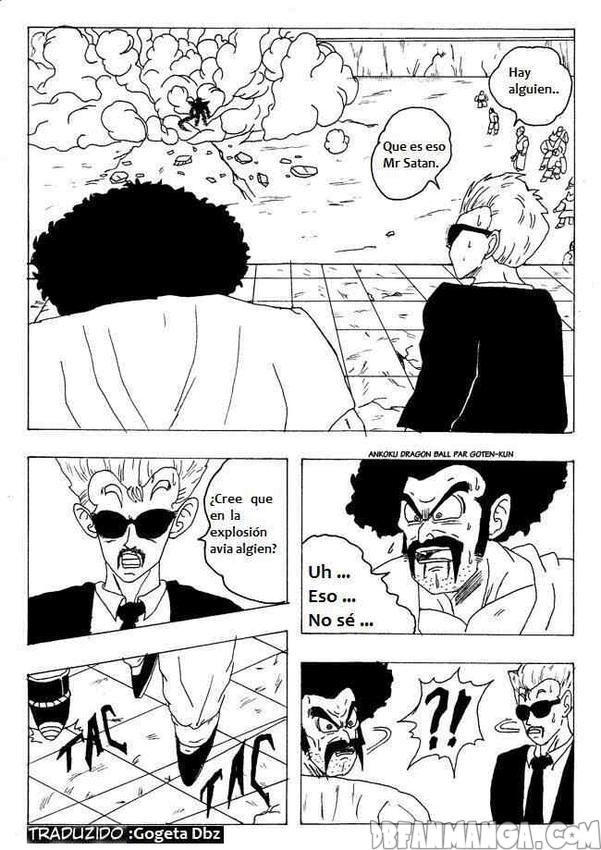 Hay
alguien..
Que es eso
Mr Satan.
ANKOKU DRAGON BALL PAR GOTEN-KUN
¿Cree que
en la
explosión
avia algien?
Uh ...
Eso ...
No sé ...
TAC
TAC
?!
TRADUZIDO :Gogeta Dbz
DBFANMANGA.COM